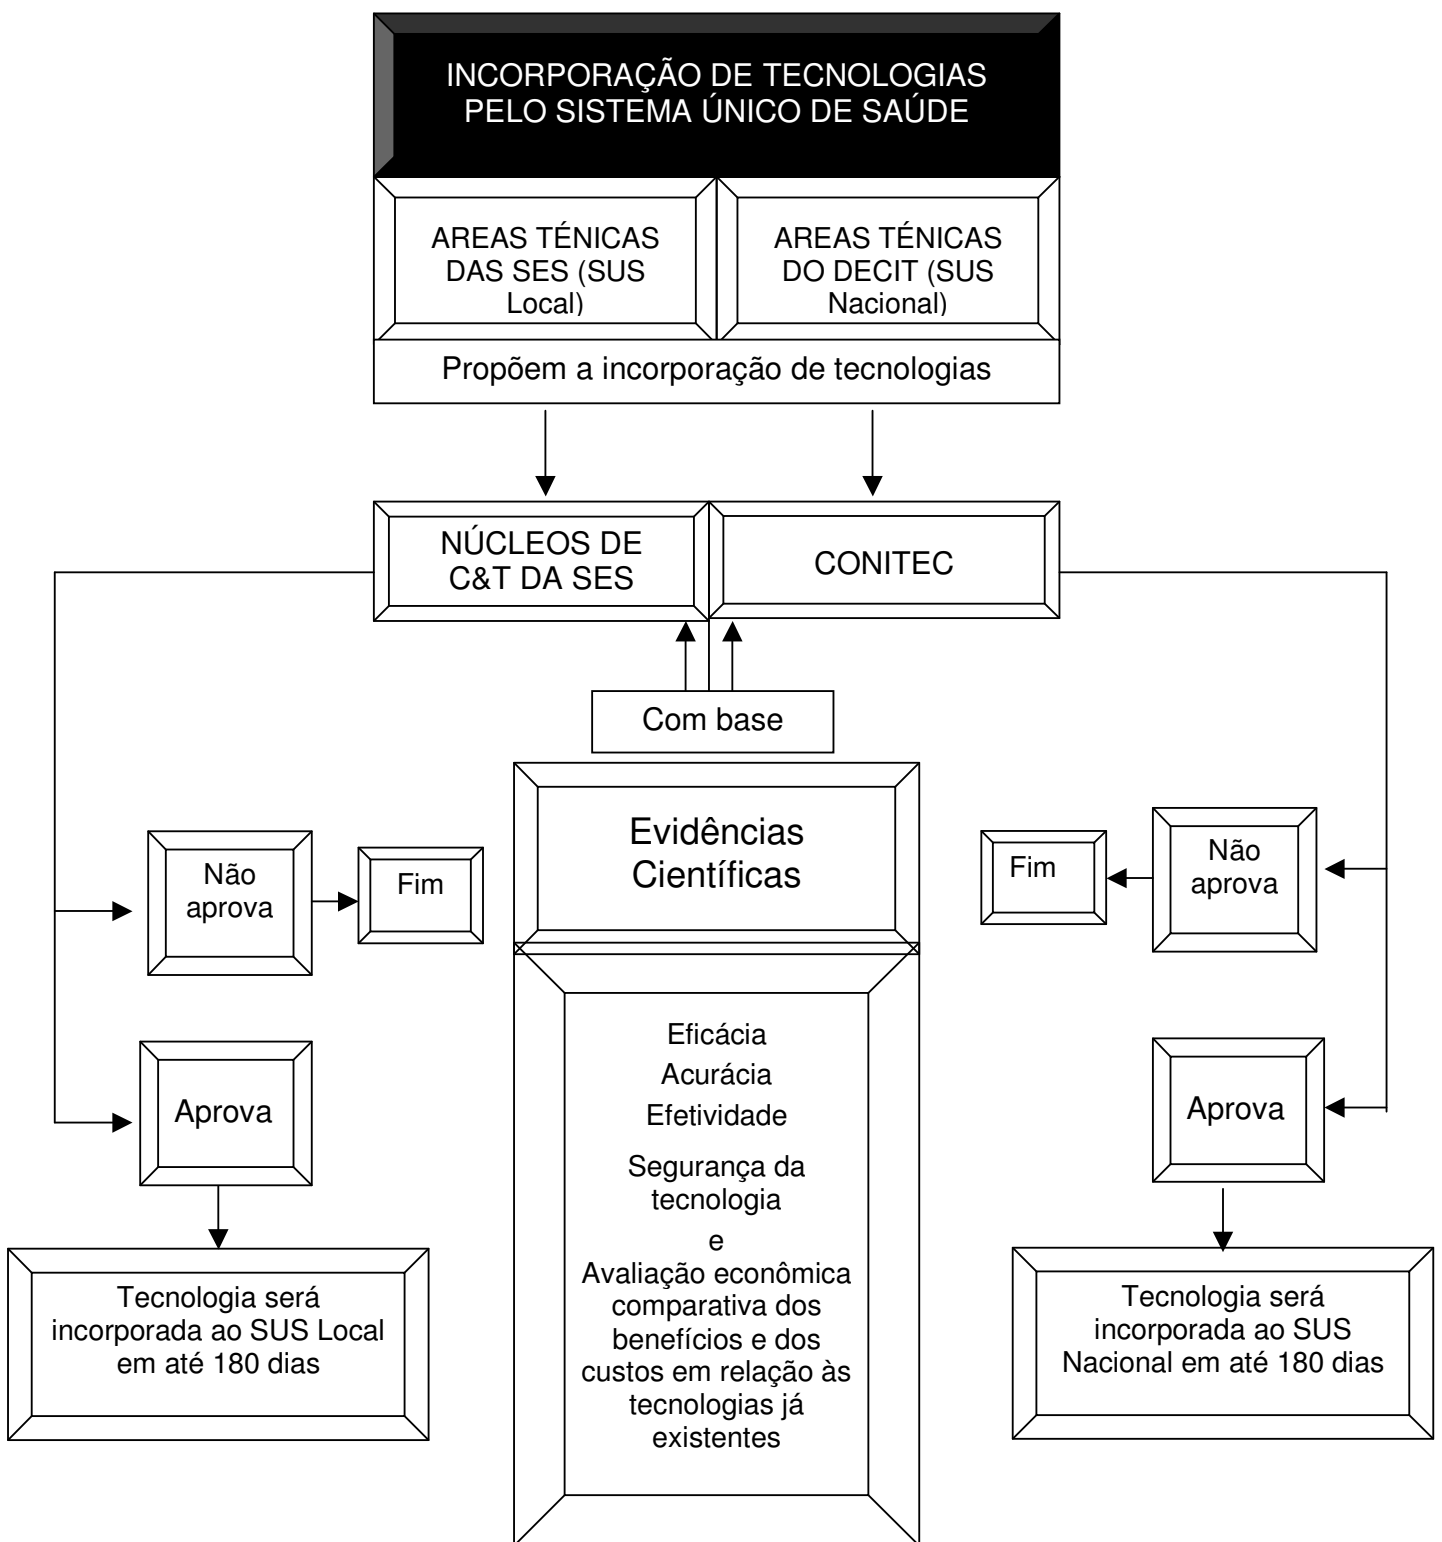 INCORPORAÇÃO DE TECNOLOGIAS
PELO SISTEMA ÚNICO DE SAÚDE
AREAS TÉNICAS
DAS SES (SUS
Local)
AREAS TÉNICAS
DO DECIT (SUS
Nacional)
Propõem a incorporação de tecnologias
NÚCLEOS DE
C&T DA SES
CONITEC
Com base
Evidências
Científicas
Não
aprova
Fim
Fim
Não
aprova
Eficácia
Acurácia
Efetividade
Segurança da
tecnologia
e
Avaliação econômica
comparativa dos
benefícios e dos
custos em relação às
tecnologias já
existentes
Aprova
Aprova
Tecnologia será
incorporada ao SUS Local
em até 180 dias
Tecnologia será
incorporada ao SUS
Nacional em até 180 dias